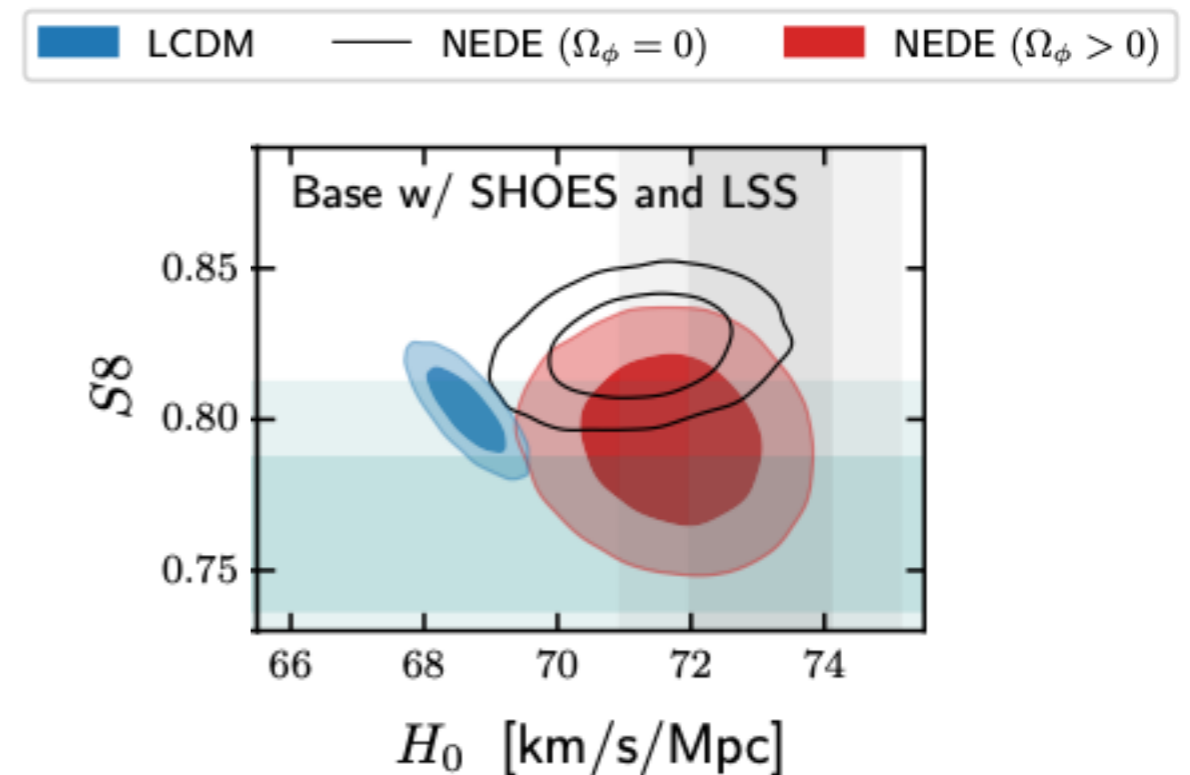 LCDM NEDE (Ωϕ = 0) NEDE (Ωϕ > 0)
Base w/ SHOES and LSS
0.85
0.80
0.75
S8
66 68 70 72 74
H0 [km/s/Mpc]